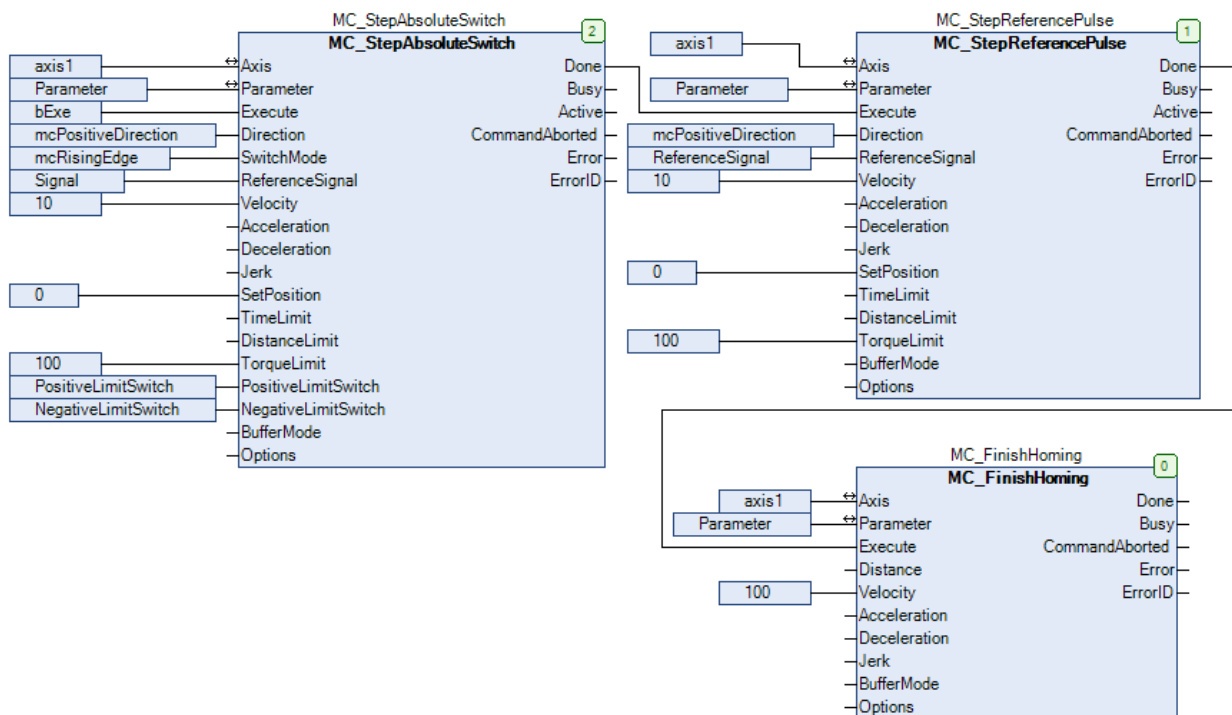 MC_StepAbsoluteSwitch
2
MC_StepAbsoluteSwitch
axis1
Axis
Done
Parameter
Parameter
Busy
bExe
Execute
Active
mcPositiveDirection
Direction
CommandAborted
mcRisingEdge
SwitchMode
Error
Signal
ReferenceSignal
ErrorID
10
Velocity
Acceleration
Deceleration
Jerk
0
SetPosition
TimeLimit
DistanceLimit
100
TorqueLimit
PositiveLimitSwitch
PositiveLimitSwitch
NegativeLimitSwitch
NegativeLimitSwitch
BufferMode
Options
MC_StepReferencePulse
1
MC_StepReferencePulse
axis1
Axis
Done
Parameter
Parameter
Busy
Execute
Active
mcPositiveDirection
Direction
CommandAborted
ReferenceSignal
ReferenceSignal
Error
10
Velocity
ErrorID
Acceleration
Deceleration
Jerk
0
SetPosition
TimeLimit
DistanceLimit
100
TorqueLimit
BufferMode
Options
MC_FinishHoming
0
MC_FinishHoming
axis1
Axis
Done
Parameter
Parameter
Busy
Execute
CommandAborted
Distance
Error
100
Velocity
ErrorID
Acceleration
Deceleration
Jerk
BufferMode
Options